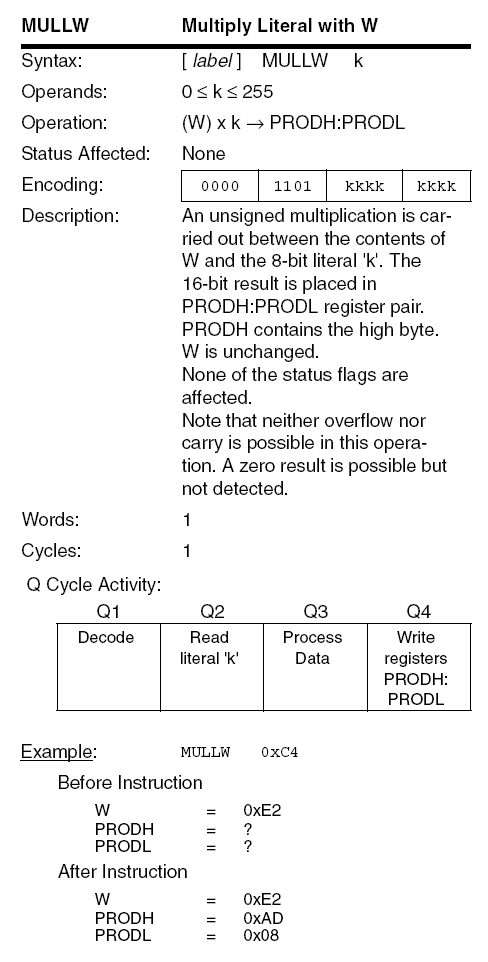 MULLW Multiply Literal with W
Syntax: [ label ] MULLW k
Operands: 0 ≤ k ≤ 255
Operation: (W) x k → PRODH:PRODL
Status Affected: None
Encoding: 0000 1101 kkkk kkkk
Description: An unsigned multiplication is car-
ried out between the contents of
W and the 8-bit literal 'k'. The
16-bit result is placed in
PRODH:PRODL register pair.
PRODH contains the high byte.
W is unchanged.
None of the status flags are
affected.
Note that neither overflow nor
carry is possible in this opera-
tion. A zero result is possible but
not detected.
Words: 1
Cycles: 1
Q Cycle Activity:
Q1 Q2 Q3 Q4
Decode Read Process Write
literal 'k' Data registers
PRODH:
PRODL
Example: MULLW 0xC4
Before Instruction
W = 0xE2
PRODH = ?
PRODL = ?
After Instruction
W = 0xE2
PRODH = 0xAD
PRODL = 0x08